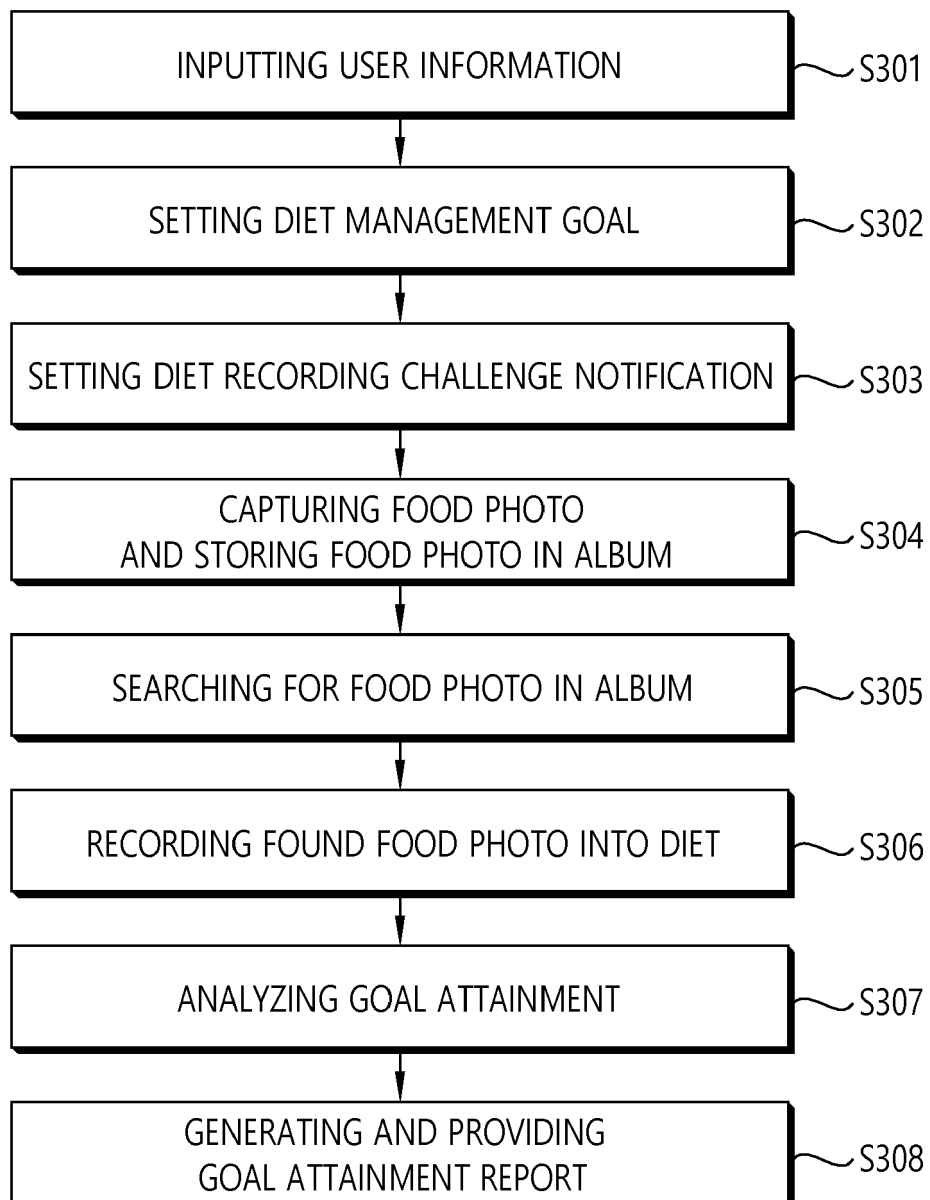 INPUTTING USER INFORMATION
S301
SETTING DIET MANAGEMENT GOAL
S302
SETTING DIET RECORDING CHALLENGE NOTIFICATION
S303
CAPTURING FOOD PHOTO
AND STORING FOOD PHOTO IN ALBUM
S304
SEARCHING FOR FOOD PHOTO IN ALBUM
S305
RECORDING FOUND FOOD PHOTO INTO DIET
S306
ANALYZING GOAL ATTAINMENT
S307
GENERATING AND PROVIDING
GOAL ATTAINMENT REPORT
S308